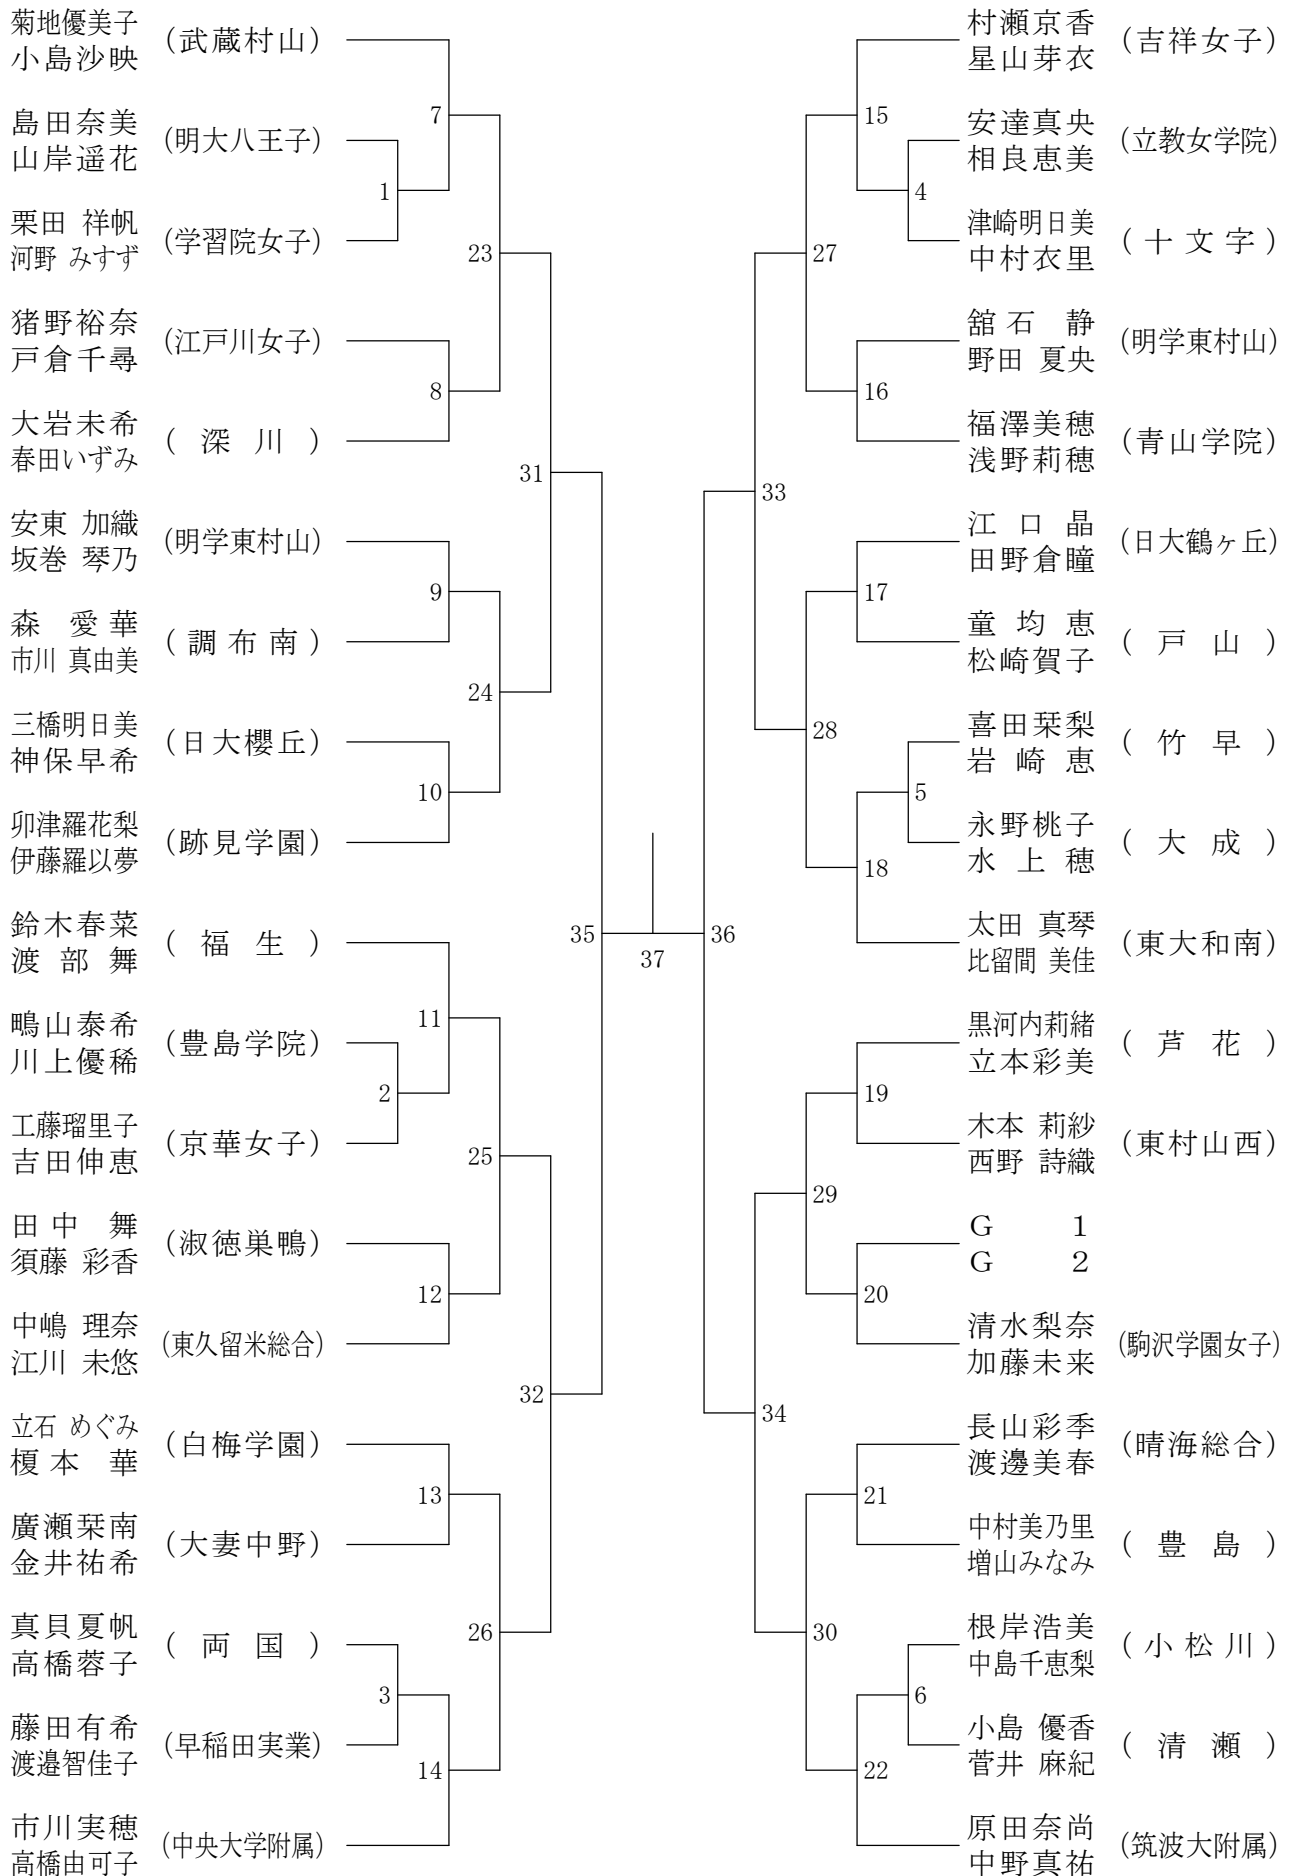 菊地優美子
小島沙映
(武蔵村山)
島田奈美
山岸遥花
(明大八王子)
栗田 祥帆
河野 みすず
(学習院女子)
猪野裕奈
戸倉千尋
(江戸川女子)
大岩未希
春田いずみ
(深川)
安東 加織
坂巻 琴乃
(明学東村山)
森 愛華
市川 真由美
(調布南)
三橋明日美
神保早希
(日大櫻丘)
卯津羅花梨
伊藤羅以夢
(跡見学園)
鈴木春菜
渡部舞
(福生)
鴫山泰希
川上優稀
(豊島学院)
工藤瑠里子
吉田伸恵
(京華女子)
田中 舞
須藤 彩香
(淑徳巣鴨)
中嶋 理奈
江川 未悠
(東久留米総合)
立石 めぐみ
榎本 華
(白梅学園)
廣瀬栞南
金井祐希
(大妻中野)
真貝夏帆
高橋蓉子
(両国)
藤田有希
渡邉智佳子
(早稲田実業)
市川実穂
高橋由可子
(中央大学附属)
1
2
3
7
8
9
10
11
12
13
14
23
24
25
26
31
32
35
37
36
33
34
27
28
29
30
15
16
17
18
19
20
21
22
4
5
6
村瀬京香
星山芽衣
(吉祥女子)
安達真央
相良恵美
(立教女学院)
津崎明日美
中村衣里
(十文字)
舘石 静
野田 夏央
(明学東村山)
福澤美穂
浅野莉穂
(青山学院)
江口晶
田野倉瞳
(日大鶴ヶ丘)
童均恵
松崎賀子
(戸山)
喜田栞梨
岩崎恵
(竹早)
永野桃子
水上穂
(大成)
太田 真琴
比留間 美佳
(東大和南)
黒河内莉緒
立本彩美
(芦花)
木本 莉紗
西野 詩織
(東村山西)
G 1
G 2
清水梨奈
加藤未来
(駒沢学園女子)
長山彩季
渡邊美春
(晴海総合)
中村美乃里
増山みなみ
(豊島)
根岸浩美
中島千恵梨
(小松川)
小島 優香
菅井 麻紀
(清瀬)
原田奈尚
中野真祐
(筑波大附属)